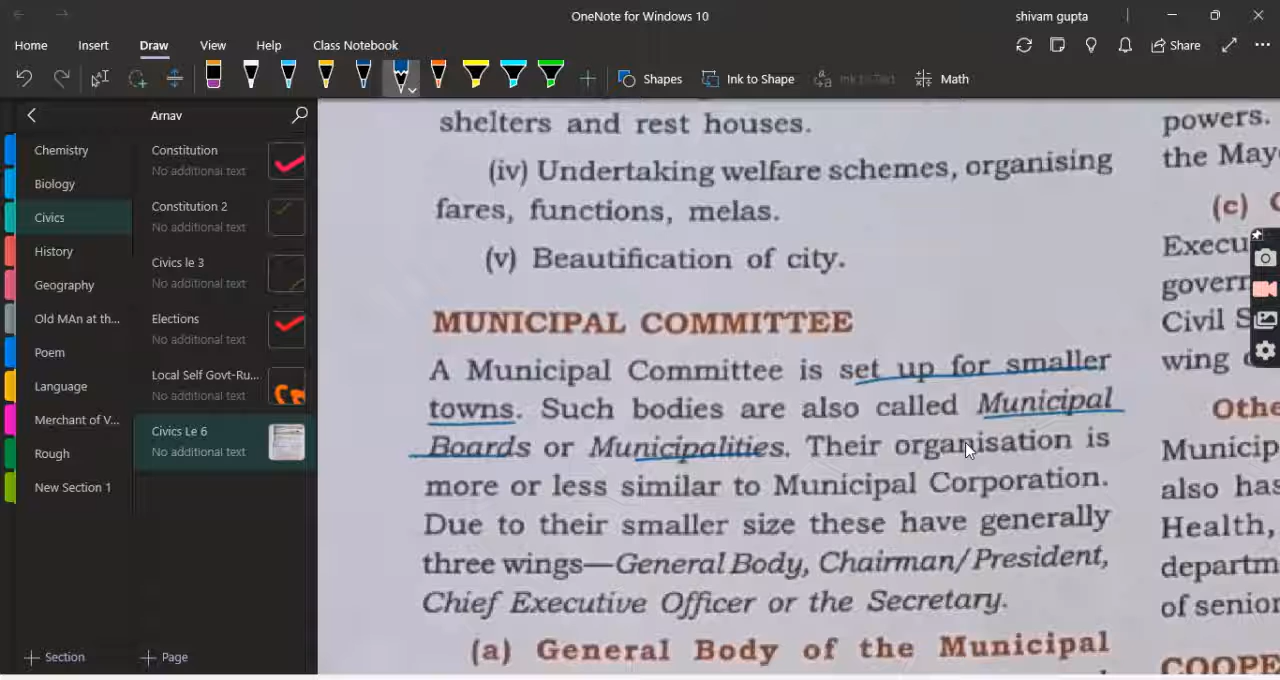 OneNote for Windows 10
shivam gupta
Home Insert Draw View Help Class Notebook
Share
Shapes Ink to Shape Ink to Text Math
Arnav
Chemistry
Biology
Civics
History
Geography
Old MAn at th...
Poem
Language
Merchant of V...
Rough
New Section 1
Section
Constitution
No additional text
Constitution 2
No additional text
Civics le 3
No additional text
Elections
No additional text
Local Self Govt-Ru...
No additional text
Civics Le 6
No additional text
Page
shelters and rest houses.
(iv) Undertaking welfare schemes, organising
fares, functions, melas.
(v) Beautification of city.
MUNICIPAL COMMITTEE
A Municipal Committee is set up for smaller
towns. Such bodies are also called Municipal
Boards or Municipalities. Their organisation is
more or less similar to Municipal Corporation.
Due to their smaller size these have generally
three wings—General Body, Chairman/President,
Chief Executive Officer or the Secretary.
(a) General Body of the Municipal
powers.
the May
(c)
Execu
govern
Civil S
wing
Othe
Municip
also has
Health,
departm
of senior
COOPE